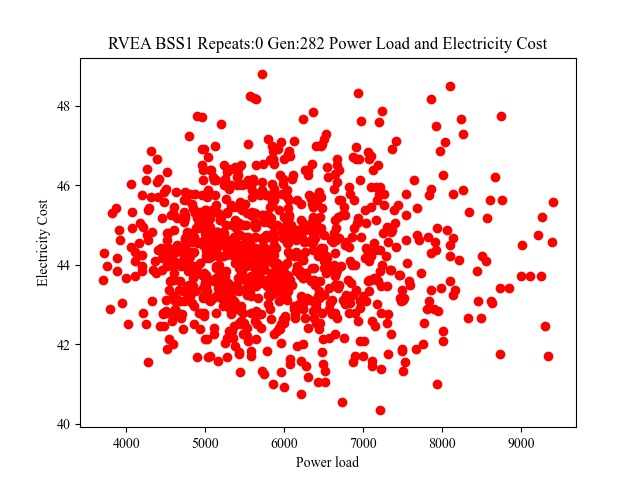 RVEA BSS1 Repeats:0 Gen:282 Power Load and Electricity Cost
48
46
44
42
40
Electricity Cost
4000 5000 6000 7000 8000 9000
Power load